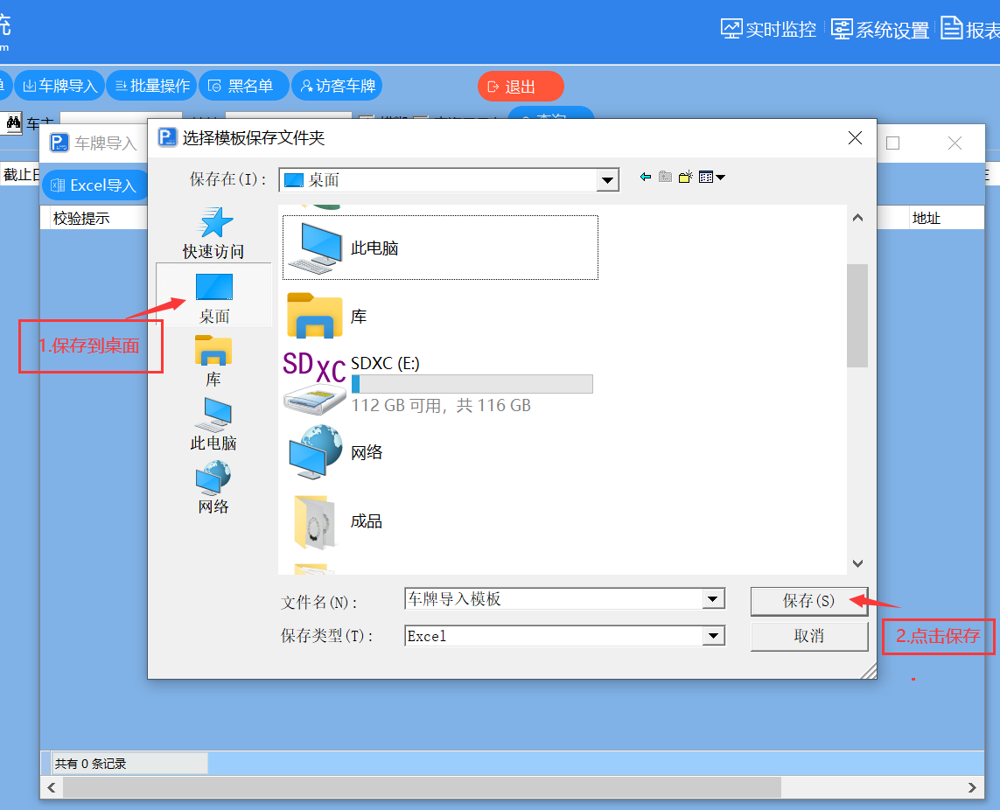 统
m
实时监控
系统设置
报表
单
车牌导入
批量操作
黑名单
访客车牌
退出
车主
查询
截止日
车牌导入
Excel导入
校验提示
地址
选择模板保存文件夹
保存在(I):
桌面
快速访问
桌面
库
此电脑
网络
此电脑
库
SDXC (E:)
112 GB 可用，共 116 GB
网络
成品
文件名(N):
车牌导入模板
保存(S)
保存类型(T):
Excel
取消
1.保存到桌面
2.点击保存
共有 0 条记录